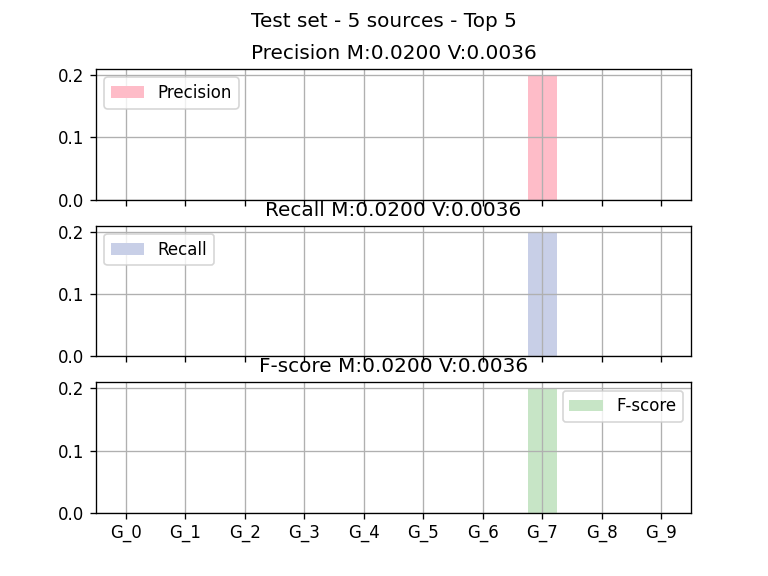 Test set - 5 sources - Top 5
Precision M:0.0200 V:0.0036
0.2
Precision
0.1
0.0
Recall M:0.0200 V:0.0036
0.2
Recall
0.1
0.0
F-score M:0.0200 V:0.0036
0.2
F-score
0.1
0.0
G_0 G_1 G_2 G_3 G_4 G_5 G_6 G_7 G_8 G_9